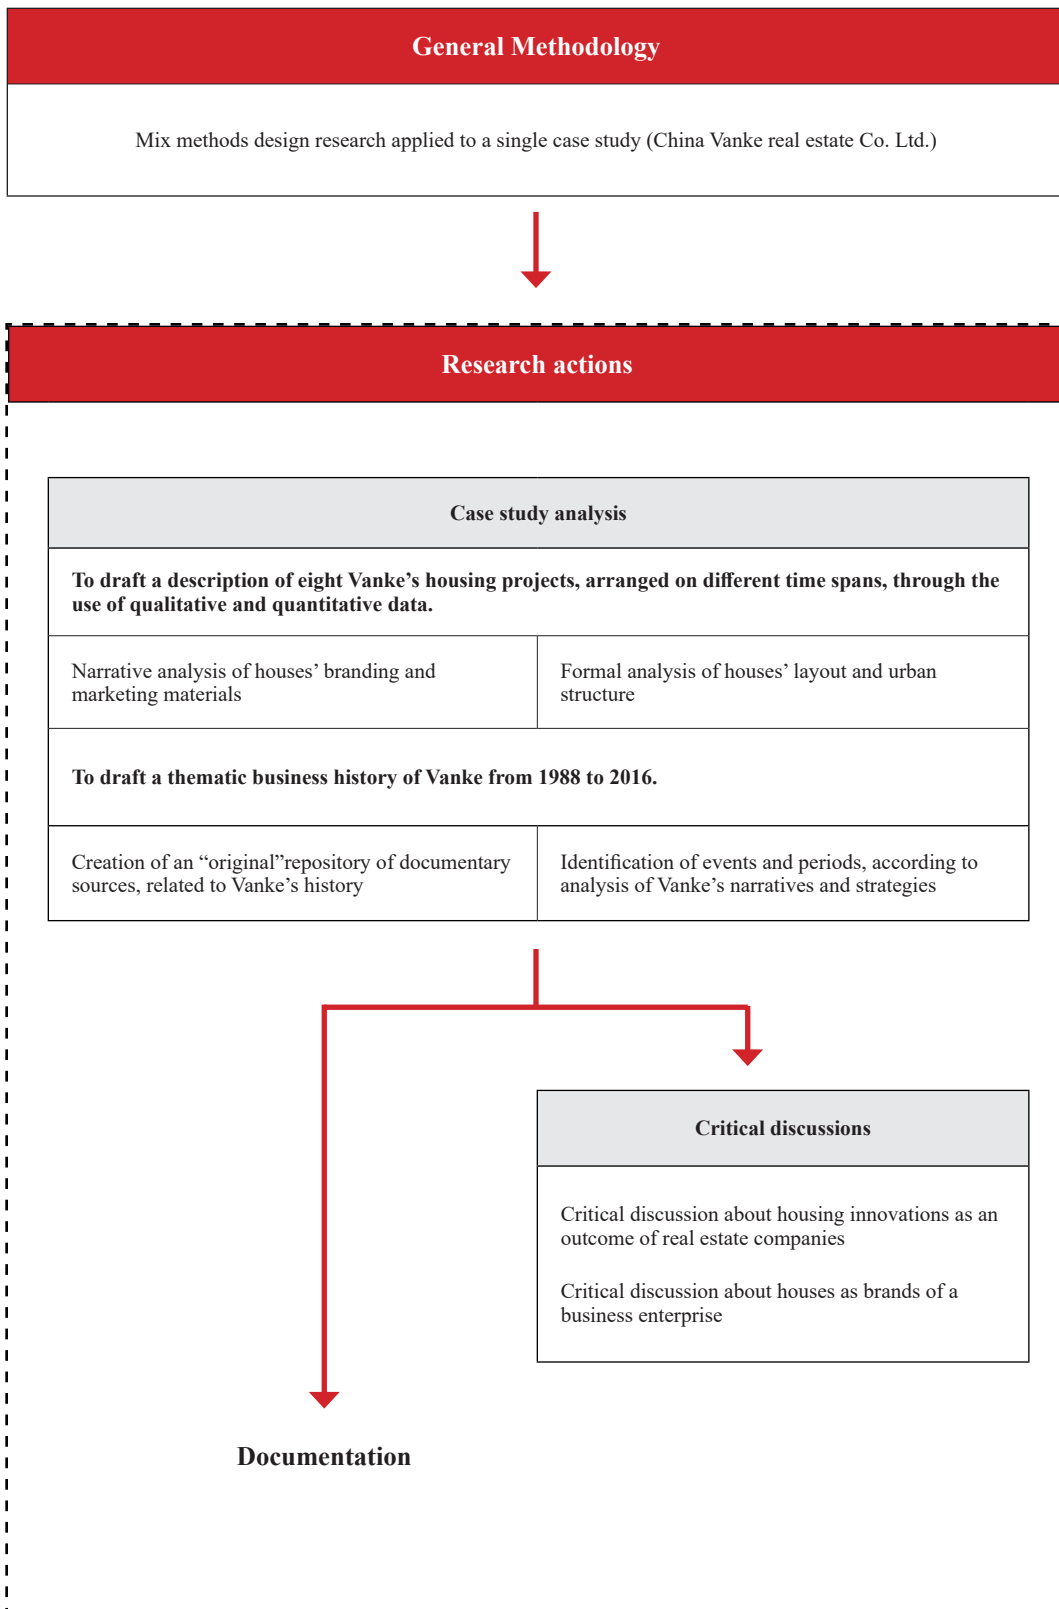 General Methodology
Mix methods design research applied to a single case study (China Vanke real estate Co. Ltd.)
Research actions
Case study analysis
To draft a description of eight Vanke’s housing projects, arranged on different time spans, through the
use of qualitative and quantitative data.
Narrative analysis of houses’ branding and
marketing materials
Formal analysis of houses’ layout and urban
structure
To draft a thematic business history of Vanke from 1988 to 2016.
Creation of an “original”repository of documentary
sources, related to Vanke’s history
Identification of events and periods, according to
analysis of Vanke’s narratives and strategies
Critical discussions
Critical discussion about housing innovations as an
outcome of real estate companies
Critical discussion about houses as brands of a
business enterprise
Documentation